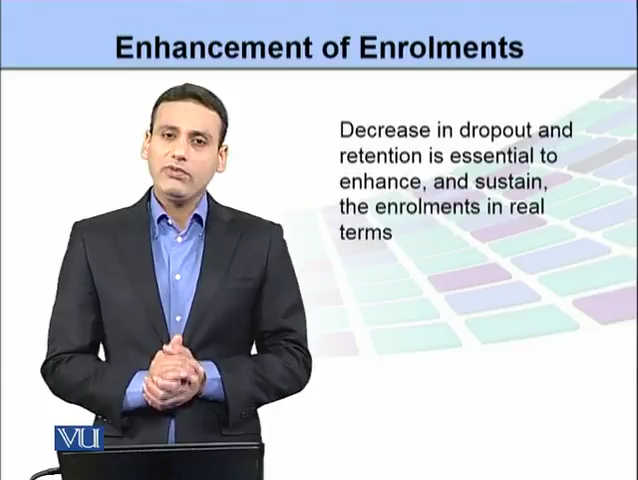 Enhancement of Enrolments
Decrease in dropout and
retention is essential to
enhance, and sustain,
the enrolments in real
terms
VU